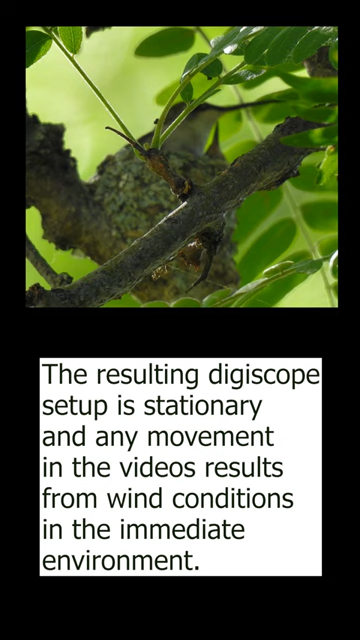 The resulting digiscope
setup is stationary
and any movement
in the videos results
from wind conditions
in the immediate
environment.